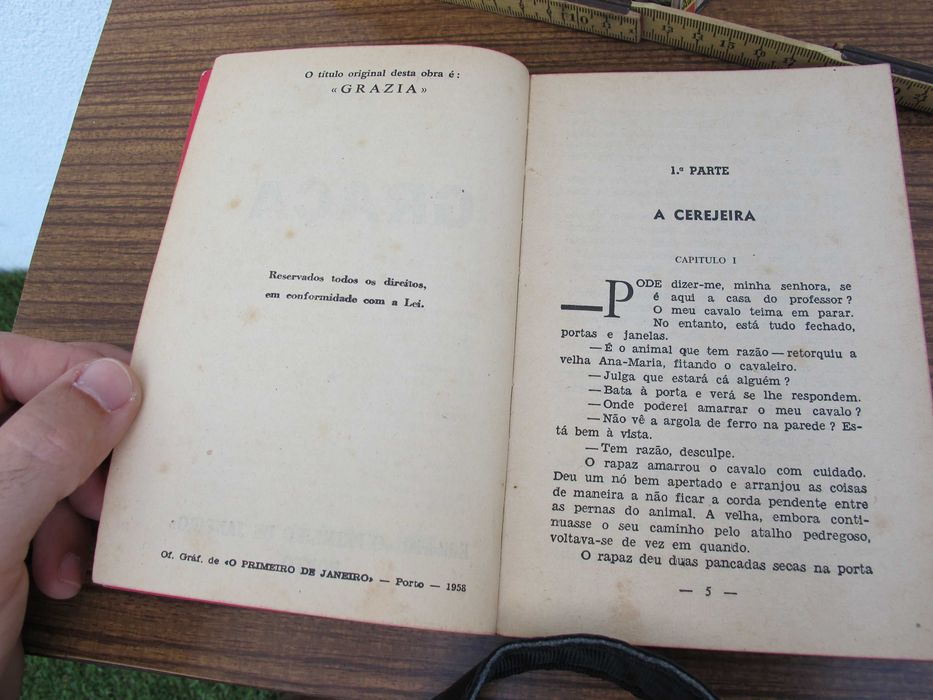 O título original desta obra é:
«GRAZIA»
GRAÇA
Reservados todos os direitos,
em conformidade com a Lei.
Of. Gráf. de «O PRIMEIRO DE JANEIRO» — Porto — 1958
1.ª PARTE
A CEREJEIRA
CAPITULO I
—PODE dizer-me, minha senhora, se
é aqui a casa do professor?
O meu cavalo teima em parar.
No entanto, está tudo fechado,
portas e janelas.
—É o animal que tem razão—retorquiu a
velha Ana-Maria, fitando o cavaleiro.
—Julga que estará cá alguém?
—Bata à porta e verá se lhe respondem.
—Onde poderei amarrar o meu cavalo?
—Não vê a argola de ferro na parede? Es-
tá bem à vista.
—Tem razão, desculpe.
O rapaz amarrou o cavalo com cuidado.
Deu um nó bem apertado e arranjou as coisas
de maneira a não ficar a corda pendente entre
as pernas do animal. A velha, embora conti-
nuasse o seu caminho pelo atalho pedregoso,
voltava-se de vez em quando.
O rapaz deu duas pancadas secas na porta
— 5 —
10
15